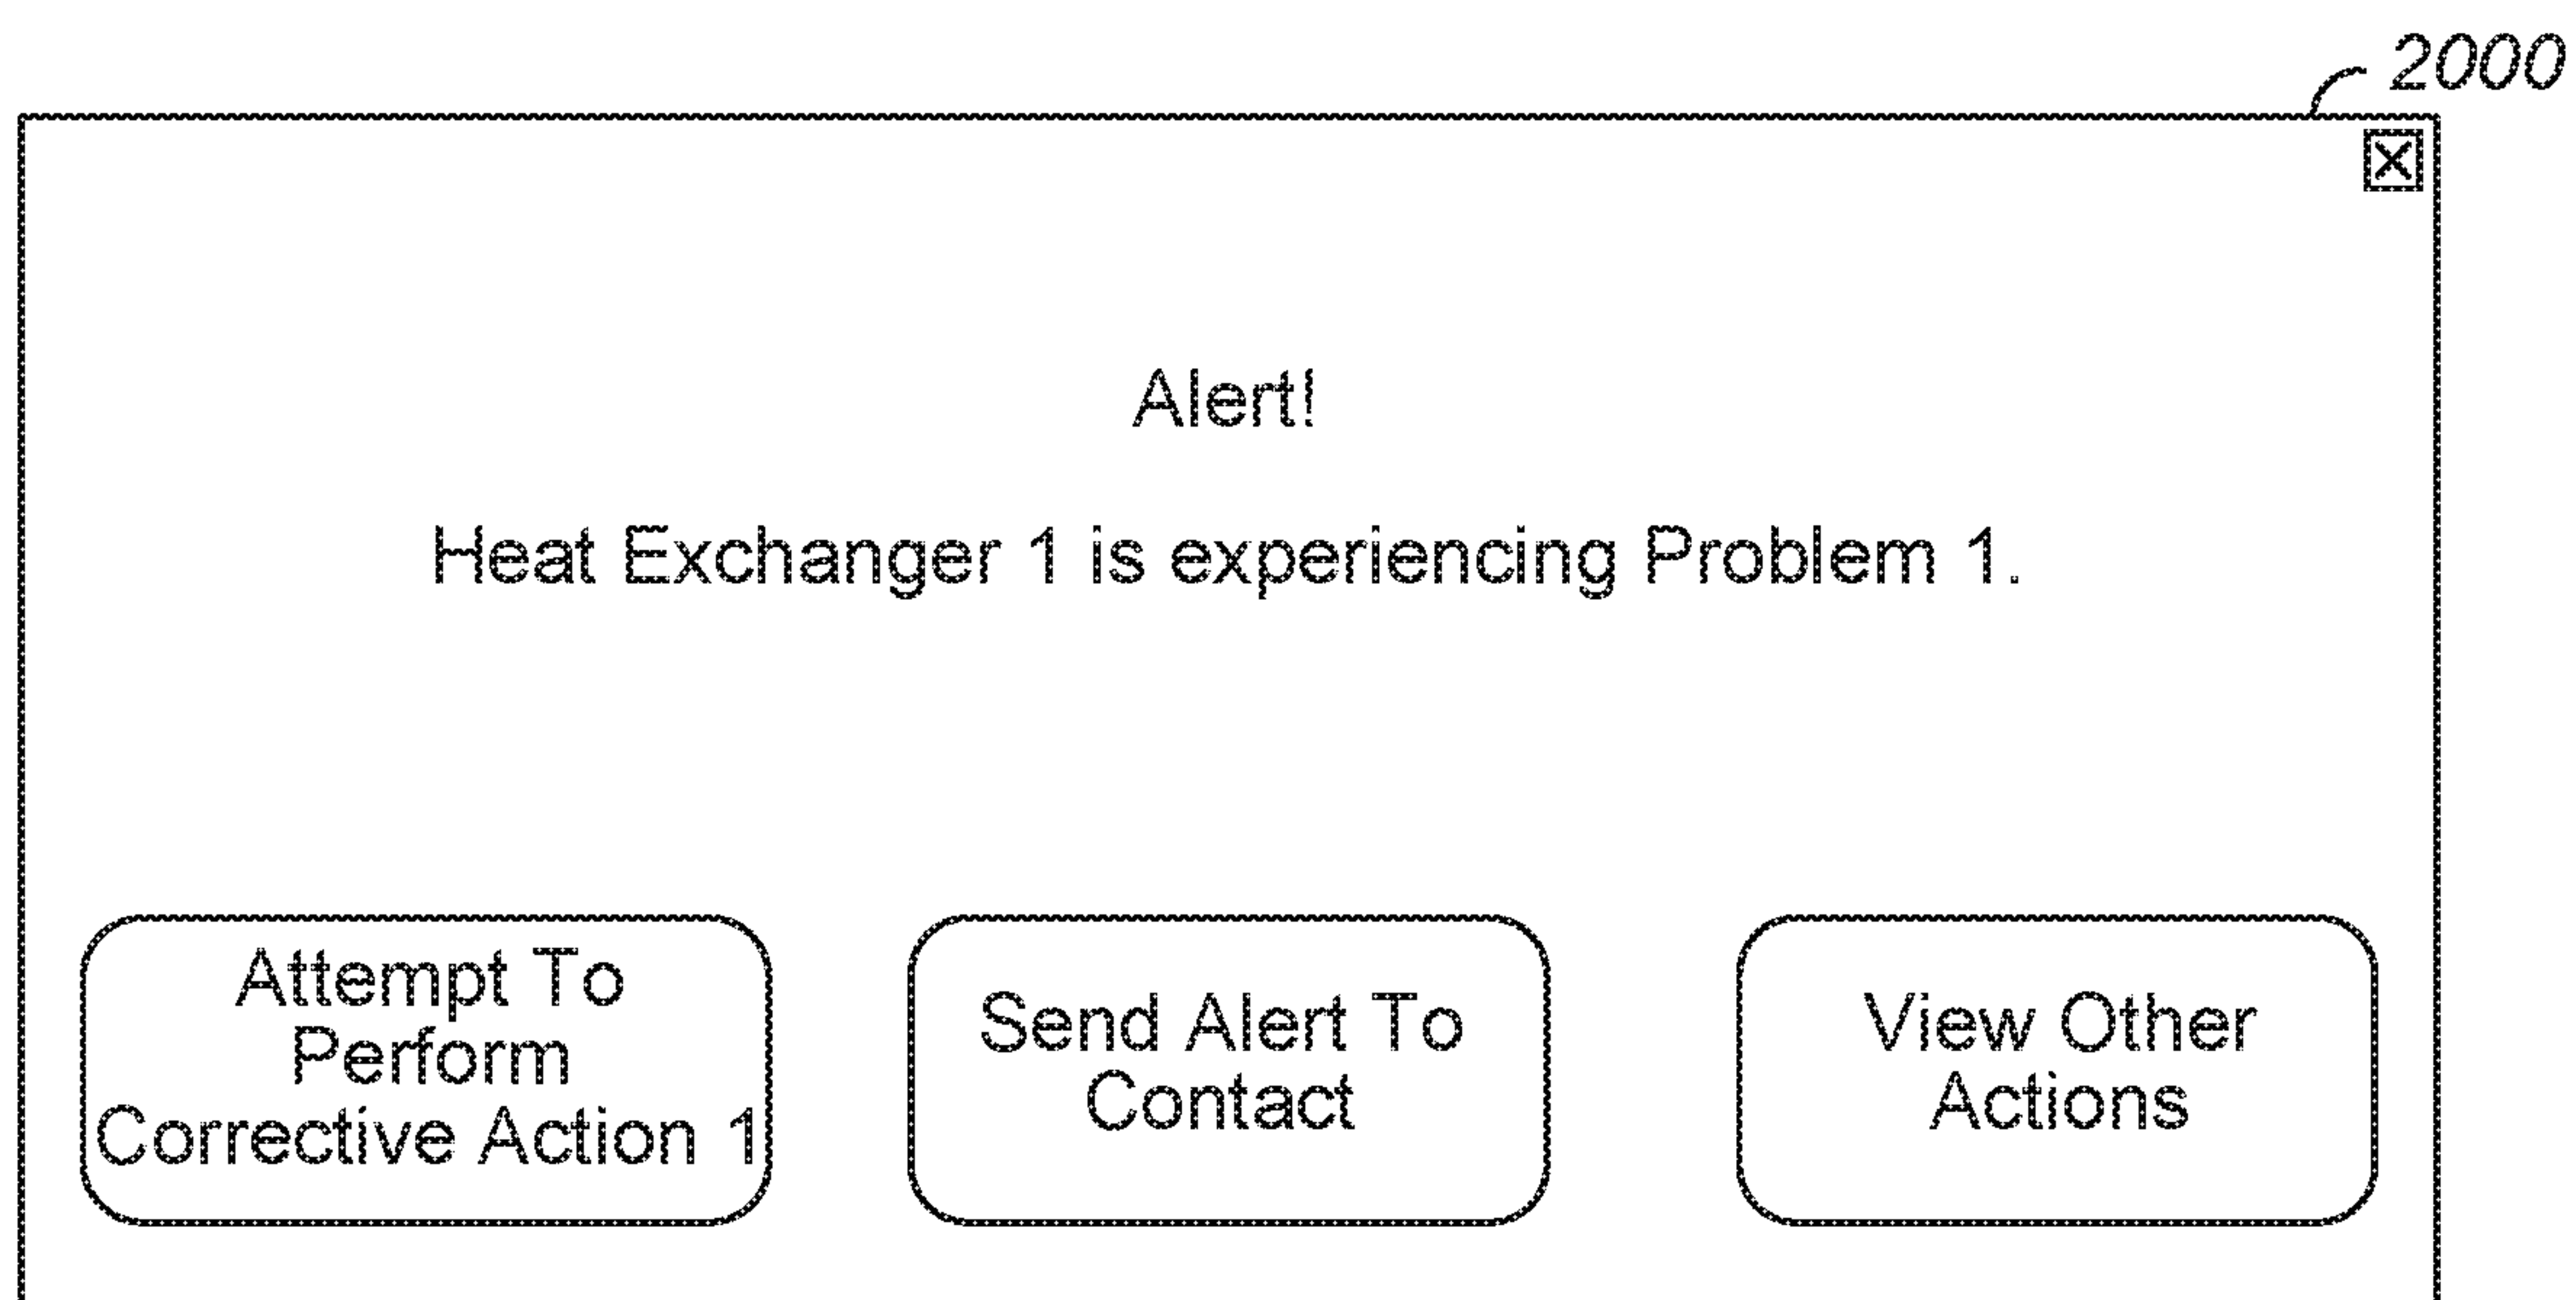 2000
Alert!
Heat Exchanger 1 is experiencing Problem 1.
Attempt To
Perform
Corrective Action 1
Send Alert To
Contact
View Other
Actions